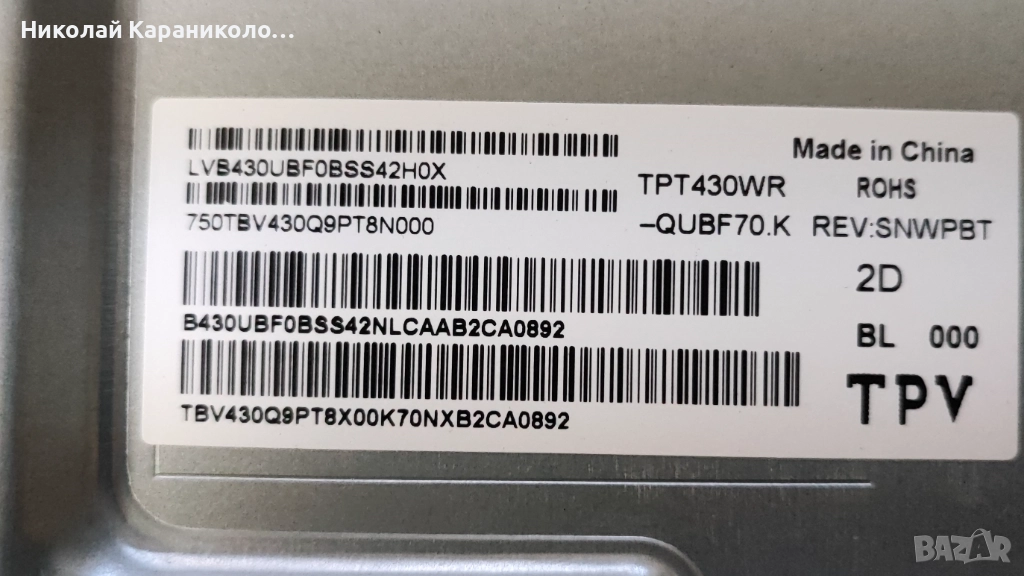 Николай Караниколо...
LVB430UBF0BSS42H0X
750TBV430Q9PT8N000
B430UBF0BSS42NLCAAB2CA0892
TBV430Q9PT8X00K70NXB2CA0892
TPT430WR
-QUBF70.K
Made in China
ROHS
REV:SNWPBT
2D
BL 000
TPV
BAZAR